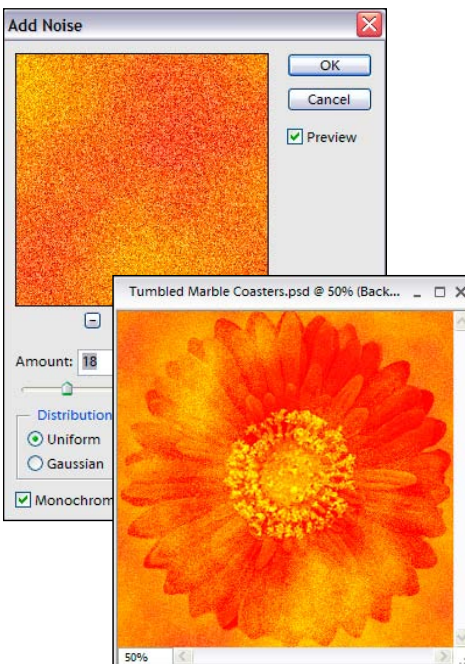 Add Noise
OK
Cancel
Preview
Amount: 18
Distribution
Uniform
Gaussian
Monochrom
Tumbled Marble Coasters.psd @ 50% (Back...
50%